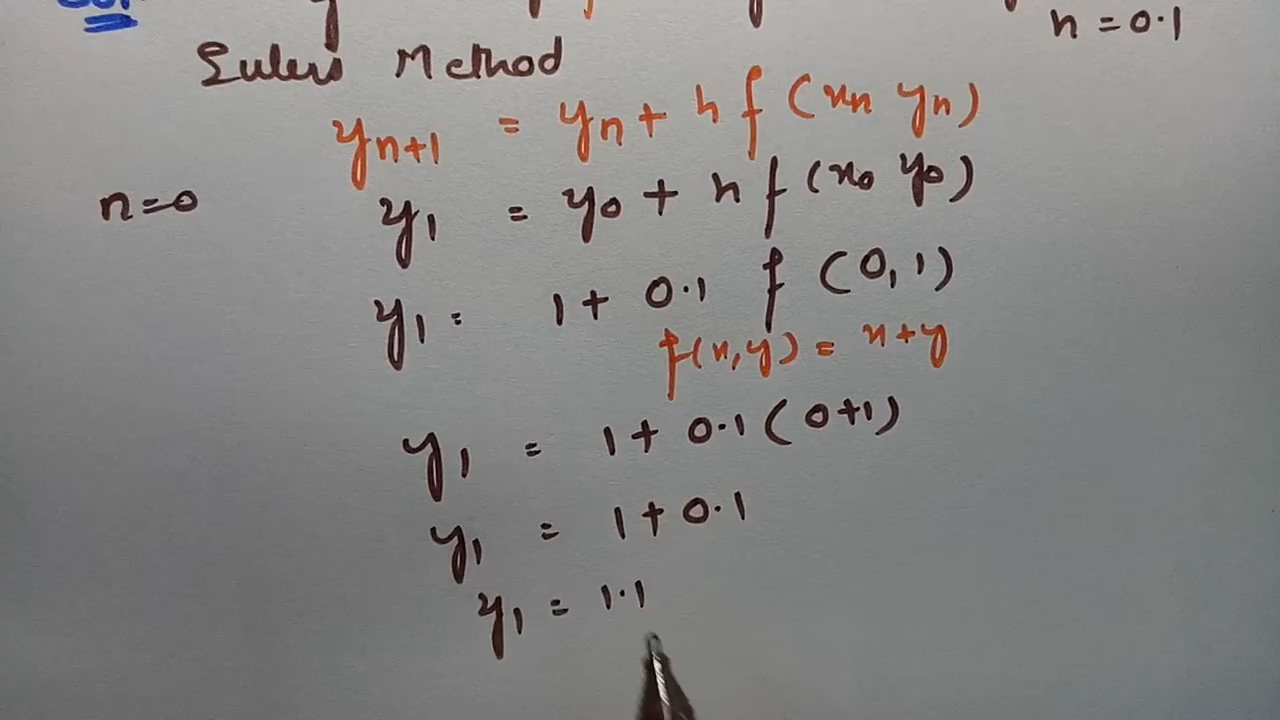 h = 0.1
Eulers Method
yn+1 = yn + h f (xn yn)
n=0 y1 = y0 + h f (x0 y0)
y1 = 1 + 0.1 f (0,1)
f(x,y) = x+y
y1 = 1 + 0.1 (0+1)
y1 = 1 + 0.1
y1 = 1.1